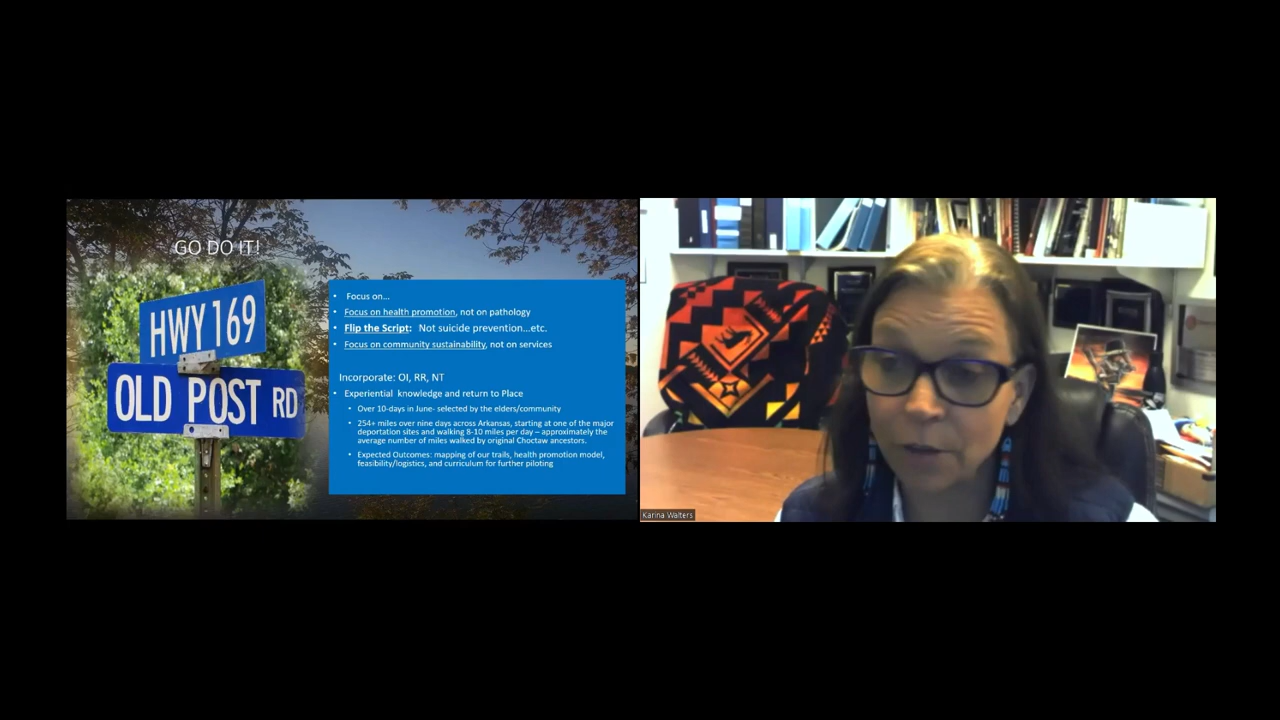 GO DO IT!
HWY 169
OLD POST RD
• Focus on...
• Focus on health promotion, not on pathology
• Flip the Script: Not suicide prevention...etc.
• Focus on community sustainability, not on services
Incorporate: OI, RR, NT
• Experiential knowledge and return to Place
• Over 10-days in June- selected by the elders/community
• 254+ miles over nine days across Arkansas, starting at one of the major
deportation sites and walking 8-10 miles per day – approximately the
average number of miles walked by original Choctaw ancestors.
• Expected Outcomes: mapping of our trails, health promotion model,
feasibility/logistics, and curriculum for further piloting
Karina Walters